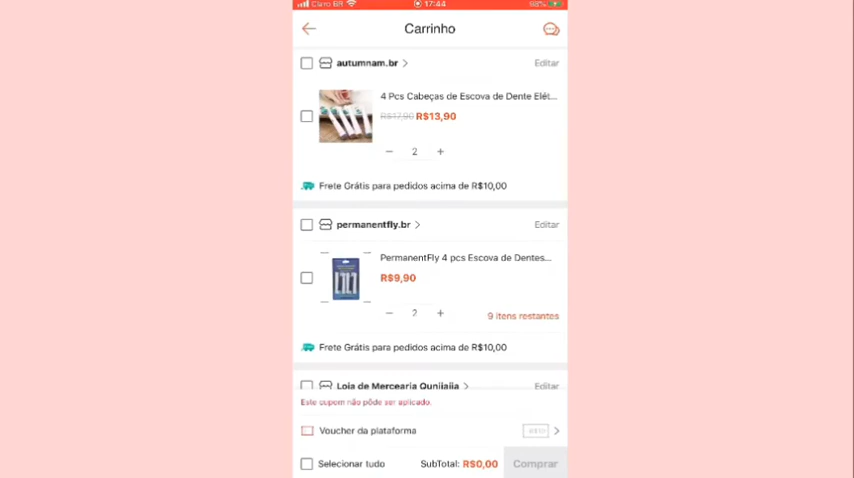 Claro BR 17:44 68%
Carrinho
autumnam.br Editar
4 Pcs Cabeças de Escova de Dente Elét...
R$17,90 R$13,90
− 2 +
Frete Grátis para pedidos acima de R$10,00
permanentfly.br Editar
PermanentFly 4 pcs Escova de Dentes...
R$9,90
− 2 +
9 itens restantes
Frete Grátis para pedidos acima de R$10,00
Loja de Mercearia Qunjiajia Editar
Este cupom não pôde ser aplicado.
Voucher da plataforma
Selecionar tudo SubTotal: R$0,00 Comprar